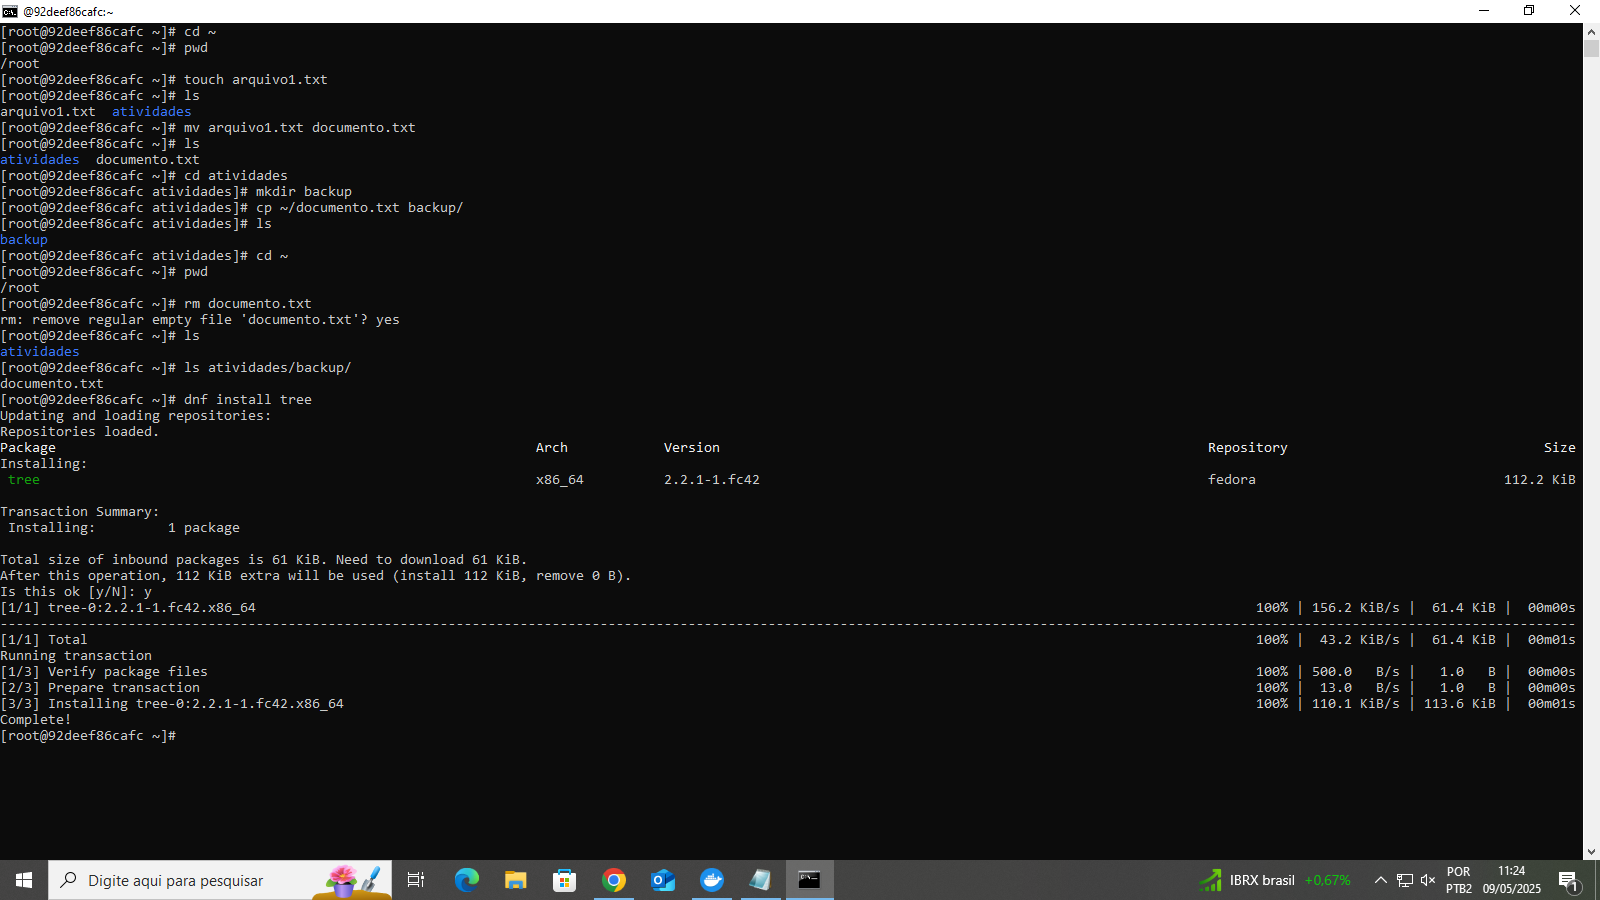 @92deef86cafc:~
[root@92deef86cafc ~]# cd ~
[root@92deef86cafc ~]# pwd
/root
[root@92deef86cafc ~]# touch arquivo1.txt
[root@92deef86cafc ~]# ls
arquivo1.txt  atividades
[root@92deef86cafc ~]# mv arquivo1.txt documento.txt
[root@92deef86cafc ~]# ls
atividades  documento.txt
[root@92deef86cafc ~]# cd atividades
[root@92deef86cafc atividades]# mkdir backup
[root@92deef86cafc atividades]# cp ~/documento.txt backup/
[root@92deef86cafc atividades]# ls
backup
[root@92deef86cafc atividades]# cd ~
[root@92deef86cafc ~]# pwd
/root
[root@92deef86cafc ~]# rm documento.txt
rm: remove regular empty file 'documento.txt'? yes
[root@92deef86cafc ~]# ls
atividades
[root@92deef86cafc ~]# ls atividades/backup/
documento.txt
[root@92deef86cafc ~]# dnf install tree
Updating and loading repositories:
Repositories loaded.
Package Arch Version Repository Size
Installing:
tree x86_64 2.2.1-1.fc42 fedora 112.2 KiB
Transaction Summary:
Installing: 1 package
Total size of inbound packages is 61 KiB. Need to download 61 KiB.
After this operation, 112 KiB extra will be used (install 112 KiB, remove 0 B).
Is this ok [y/N]: y
[1/1] tree-0:2.2.1-1.fc42.x86_64 100% | 156.2 KiB/s | 61.4 KiB | 00m00s
--------------------------------------------------------------------------------
[1/1] Total 100% | 43.2 KiB/s | 61.4 KiB | 00m01s
Running transaction
[1/3] Verify package files 100% | 500.0 B/s | 1.0 B | 00m00s
[2/3] Prepare transaction 100% | 13.0 B/s | 1.0 B | 00m00s
[3/3] Installing tree-0:2.2.1-1.fc42.x86_64 100% | 110.1 KiB/s | 113.6 KiB | 00m01s
Complete!
[root@92deef86cafc ~]#
Digite aqui para pesquisar
IBRX brasil +0,67%
POR
PTB2
11:24
09/05/2025
1